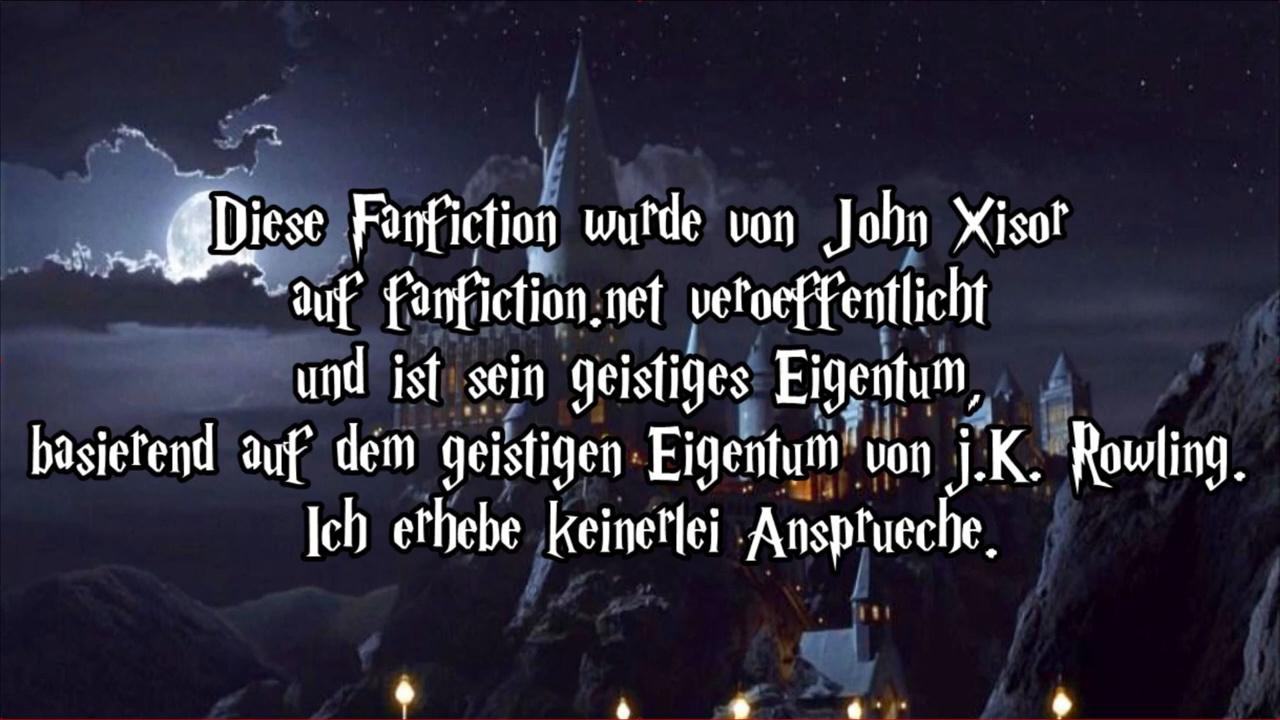 Diese Fanfiction wurde von John Xisor
auf fanfiction.net veroeffentlicht
und ist sein geistiges Eigentum,
basierend auf dem geistigen Eigentum von j.K. Rowling.
Ich erhebe keinerlei Ansprueche.